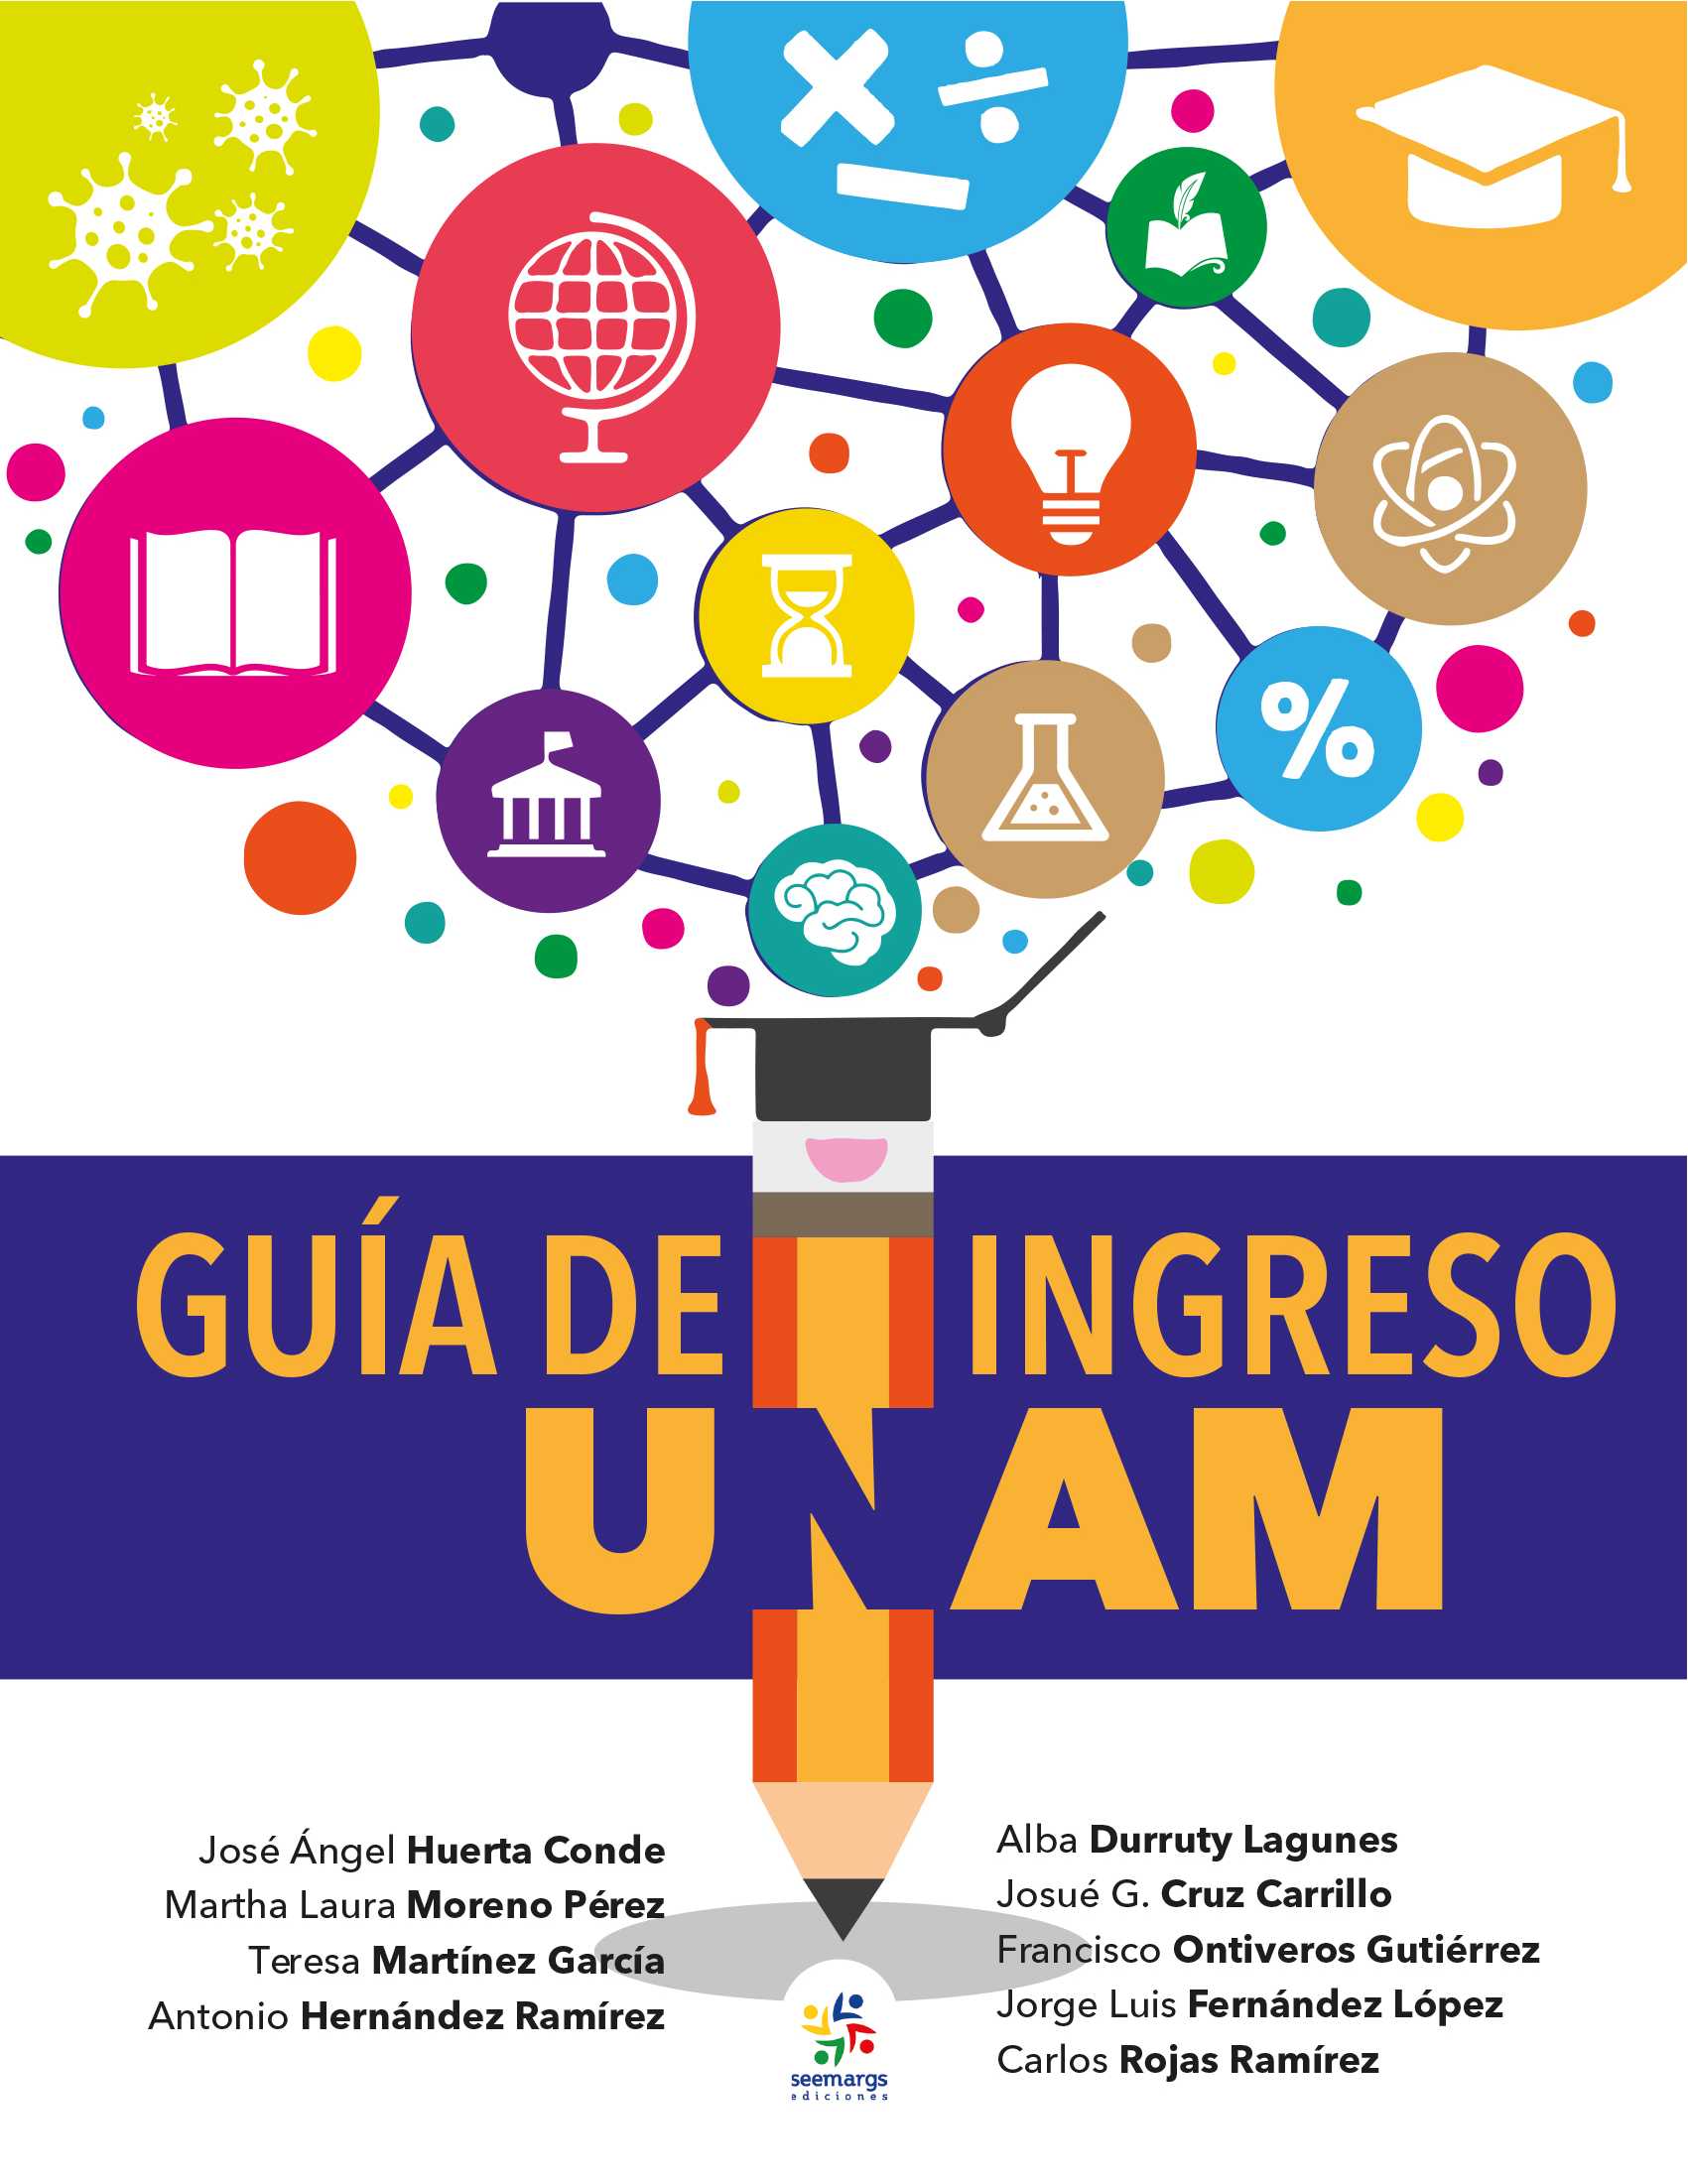 GUÍA DE INGRESO
UNAM
José Ángel Huerta Conde
Martha Laura Moreno Pérez
Teresa Martínez García
Antonio Hernández Ramírez
Alba Durruty Lagunes
Josué G. Cruz Carrillo
Francisco Ontiveros Gutiérrez
Jorge Luis Fernández López
Carlos Rojas Ramírez
seemargs
ediciones